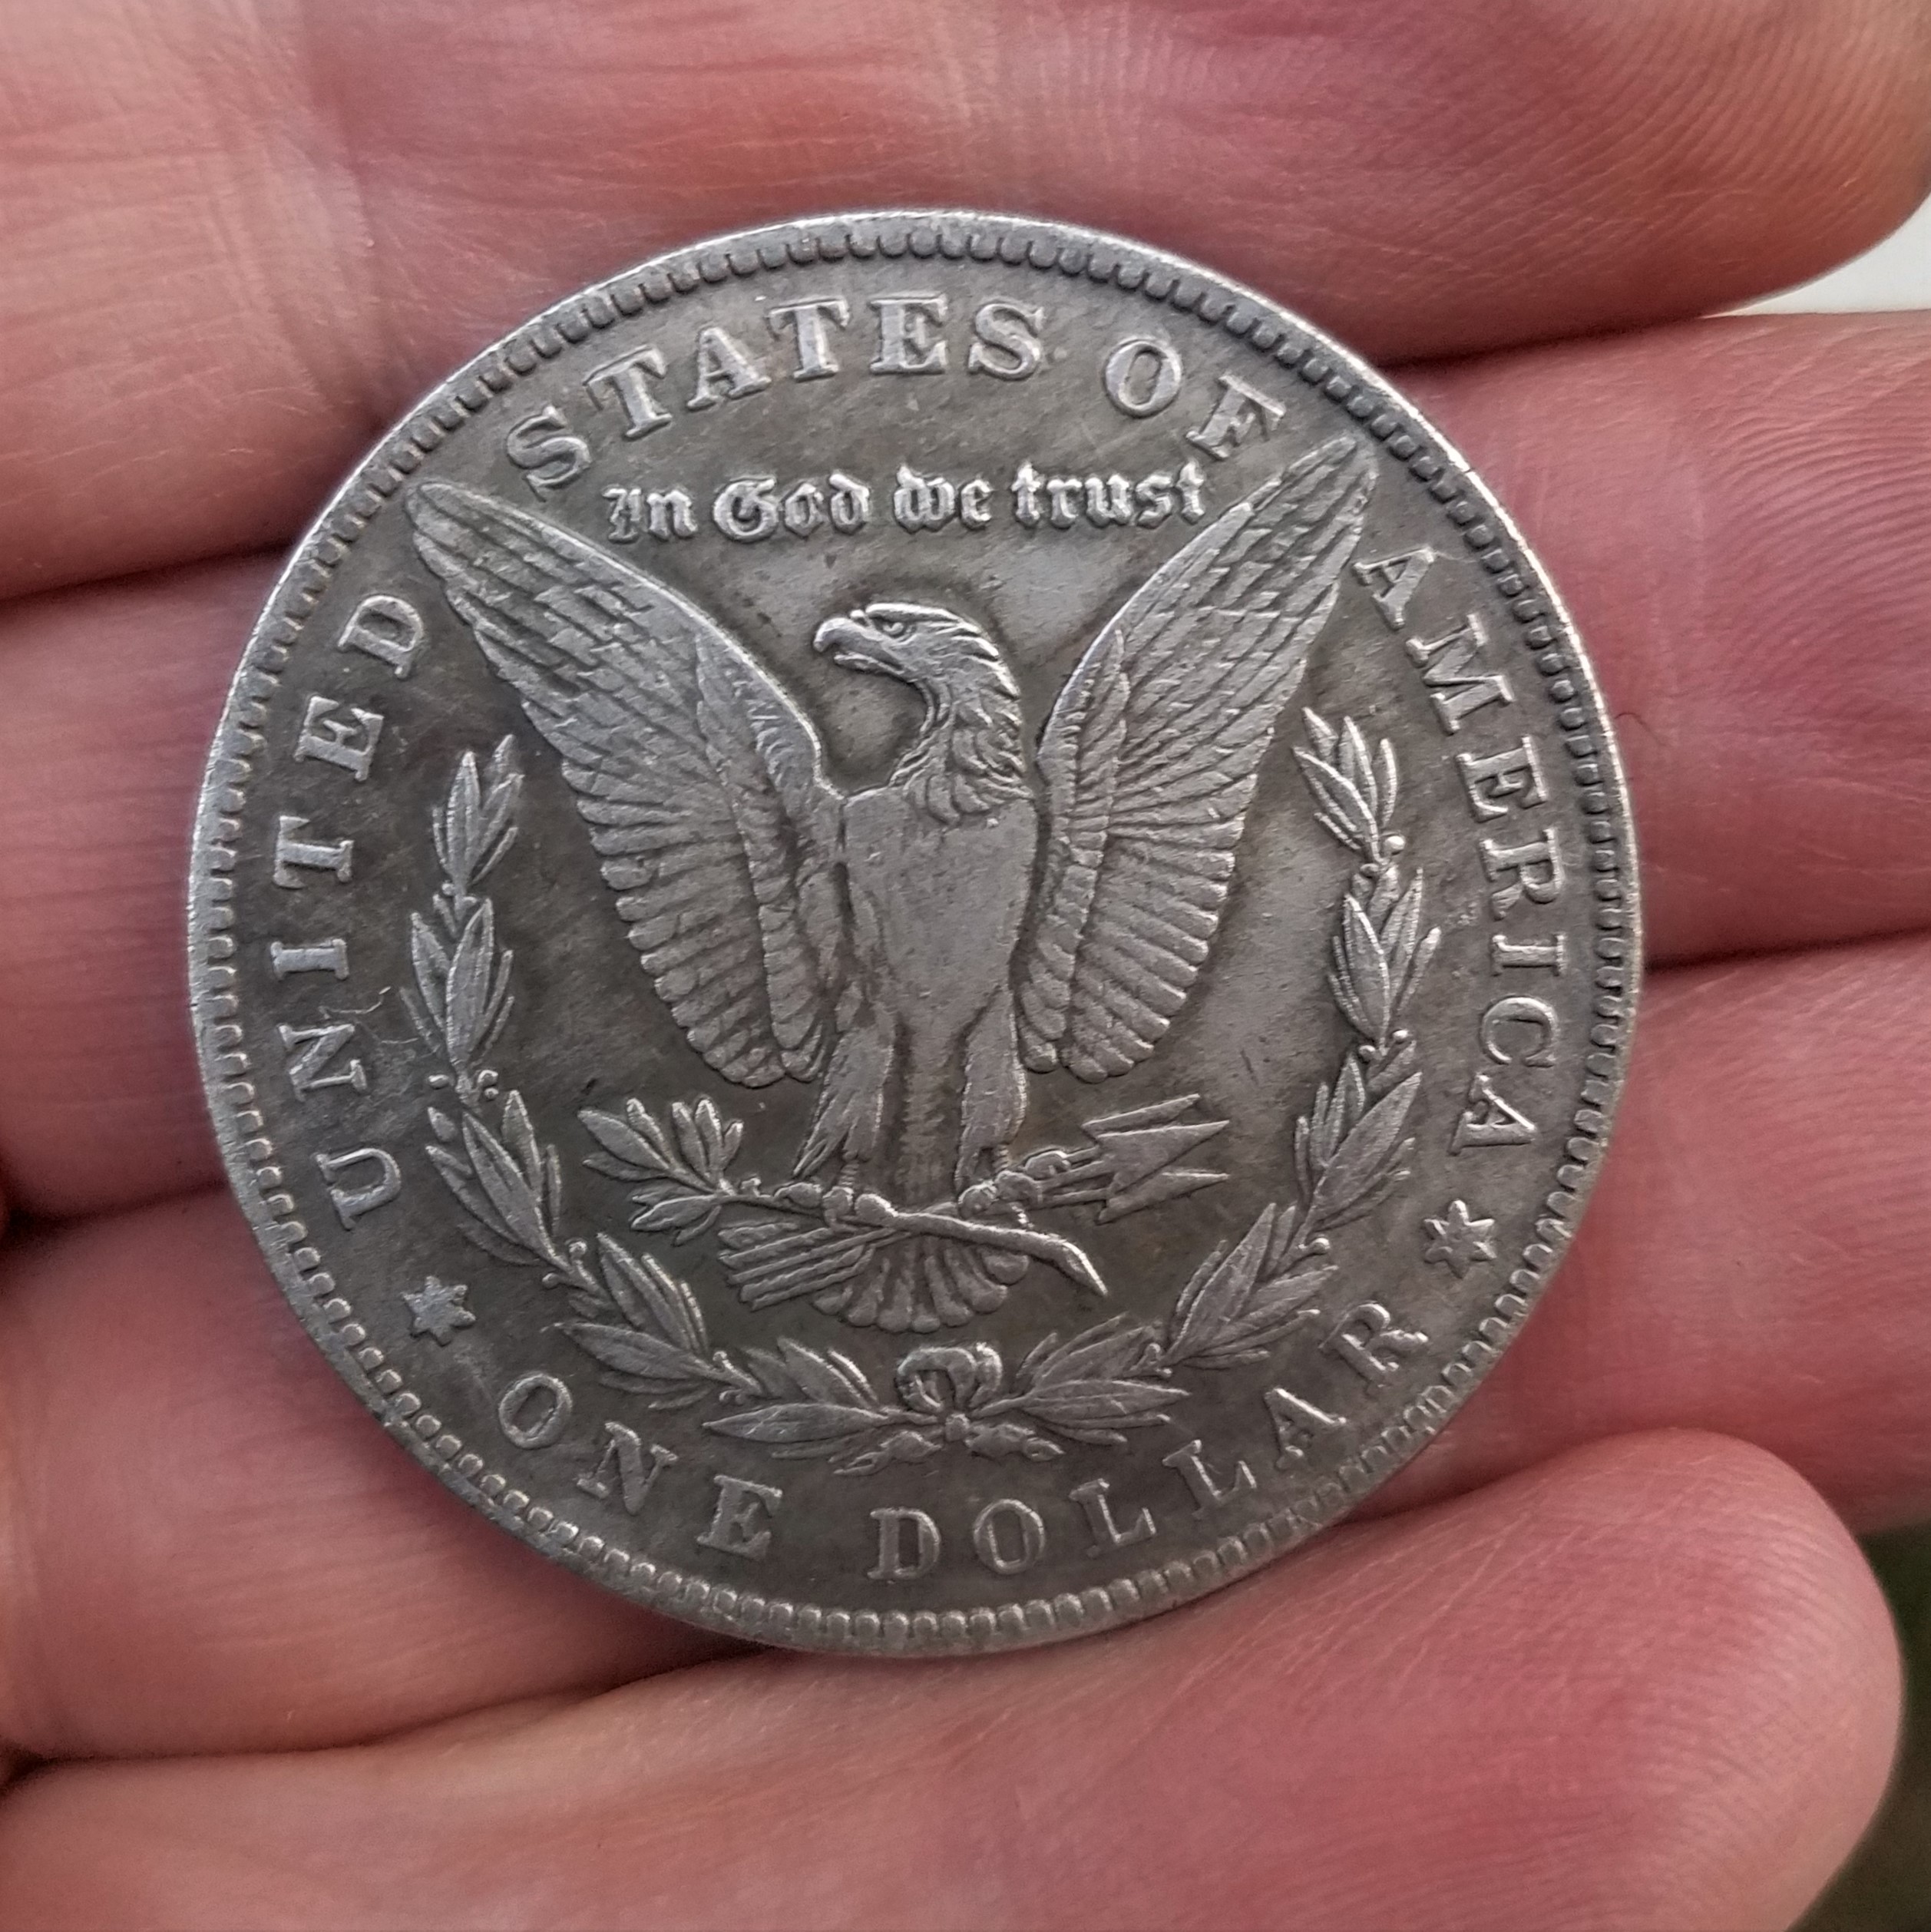 UNITED STATES OF AMERICA
In God we trust
ONE DOLLAR